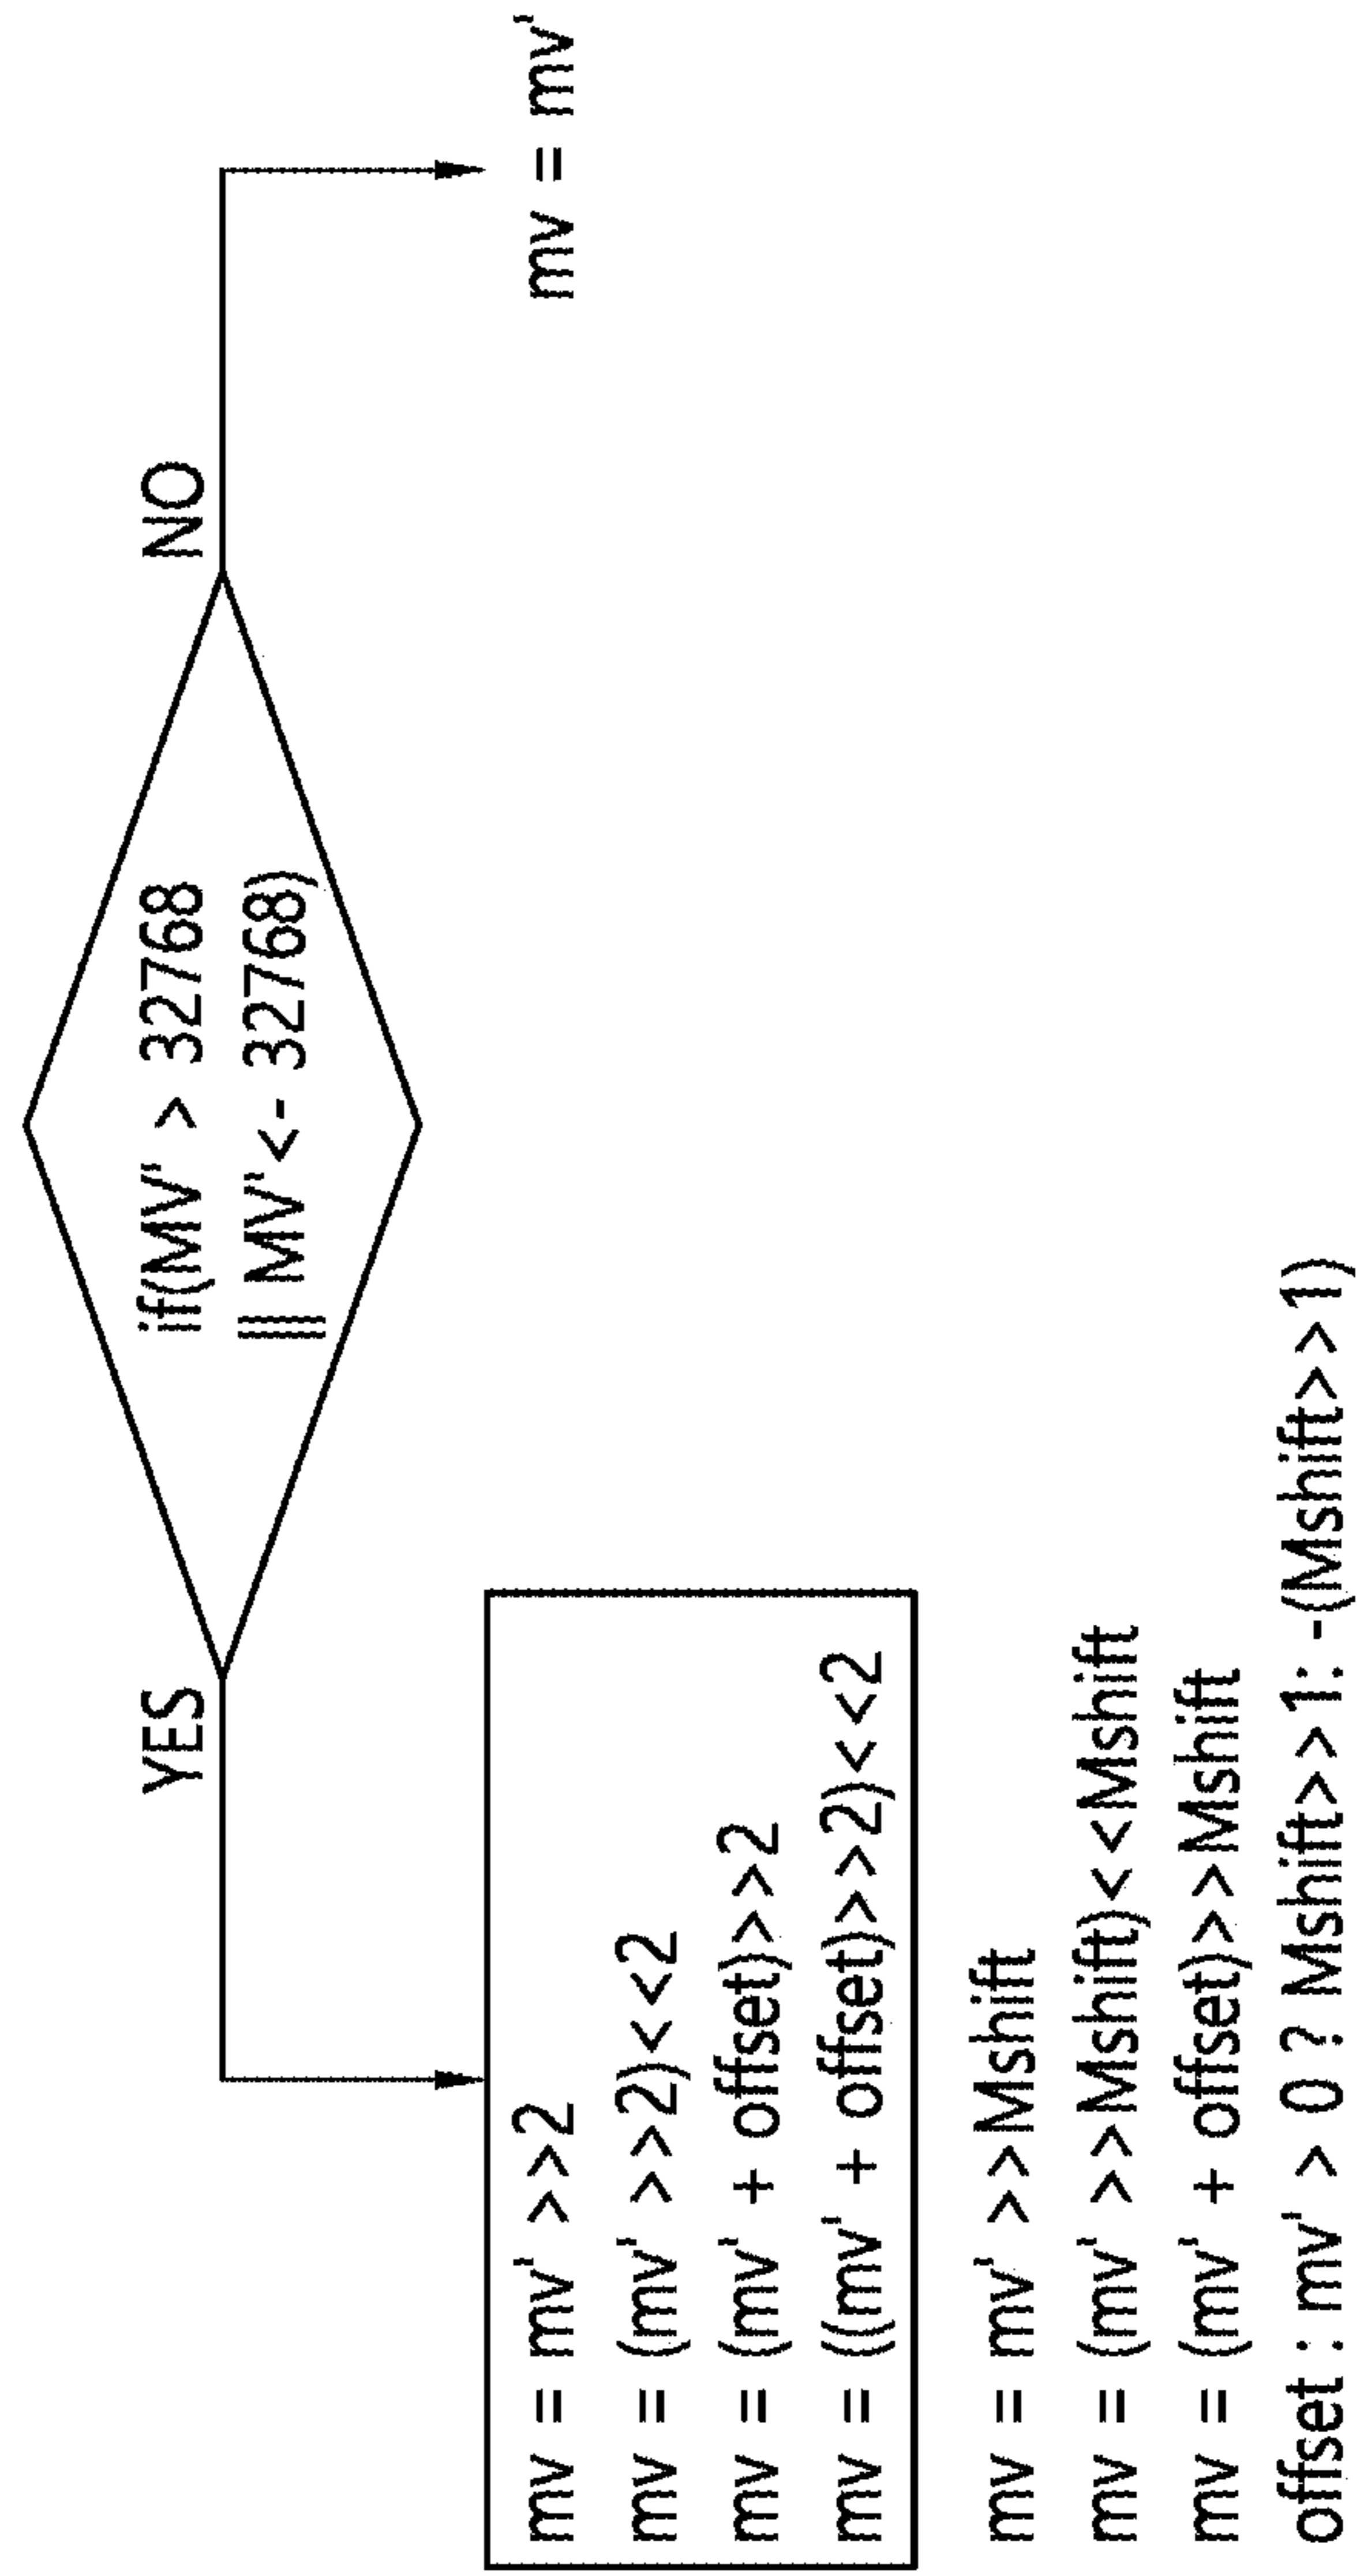 if(MV' > 32768
|| MV'<- 32768)
YES
NO
mv = mv' >>2
mv = (mv' >>2)<<2
mv = (mv' + offset)>>2
mv = ((mv' + offset)>>2)<<2
mv = mv'
mv = mv' >>Mshift
mv = (mv' >>Mshift)<<Mshift
mv = (mv' + offset)>>Mshift
offset : mv' > 0 ? Mshift>>1: -(Mshift>>1)